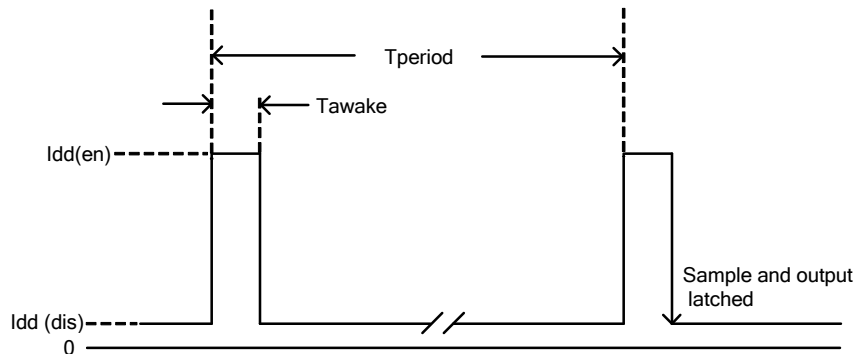 Tperiod
Tawake
Idd(en)
Sample and output
latched
Idd (dis)
0